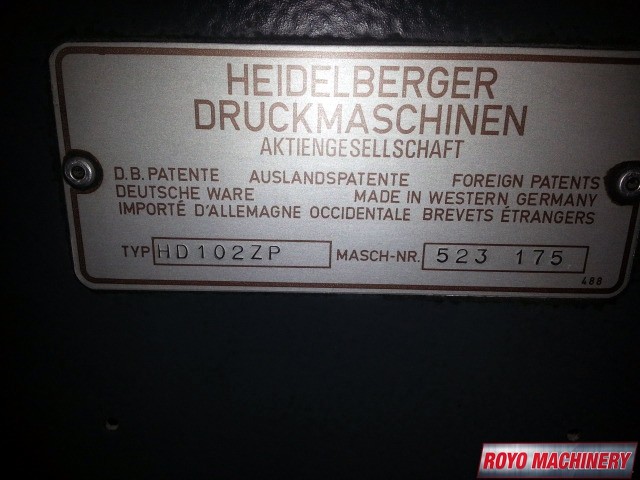 HEIDELBERGER
DRUCKMASCHINEN
AKTIENGESELLSCHAFT
D.B. PATENTE AUSLANDSPATENTE FOREIGN PATENTS
DEUTSCHE WARE MADE IN WESTERN GERMANY
IMPORTÉ D'ALLEMAGNE OCCIDENTALE BREVETS ÉTRANGERS
TYP HD102ZP MASCH-NR. 523 175
488
ROYO MACHINERY